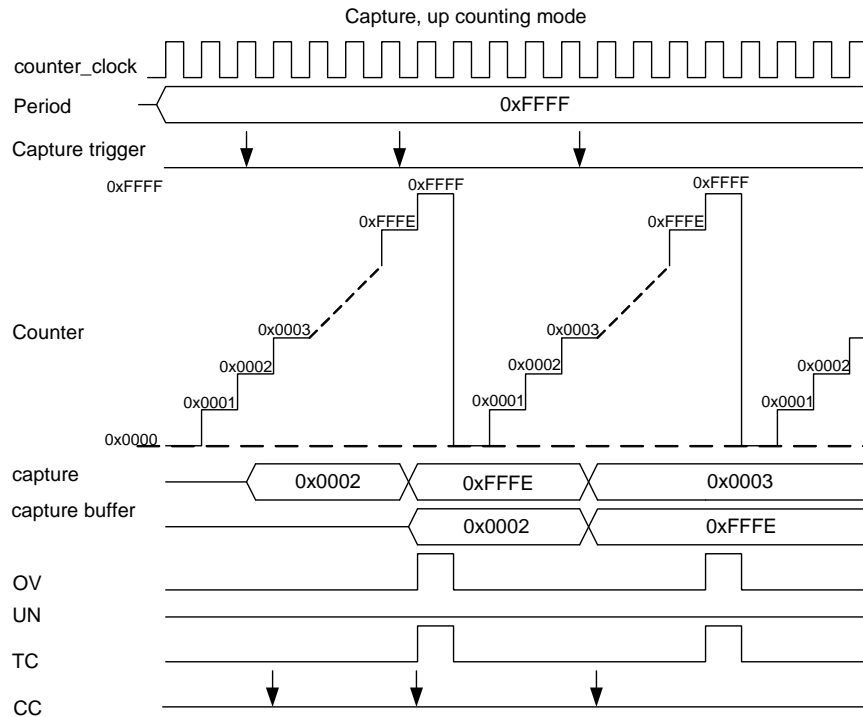 Capture, up counting mode
counter_clock
Period
0xFFFF
Capture trigger
0xFFFF
0xFFFF
0xFFFF
0xFFFE
0xFFFE
Counter
0x0003
0x0003
0x0002
0x0002
0x0002
0x0001
0x0001
0x0001
0x0000
capture
0x0002
0xFFFE
0x0003
capture buffer
0x0002
0xFFFE
OV
UN
TC
CC